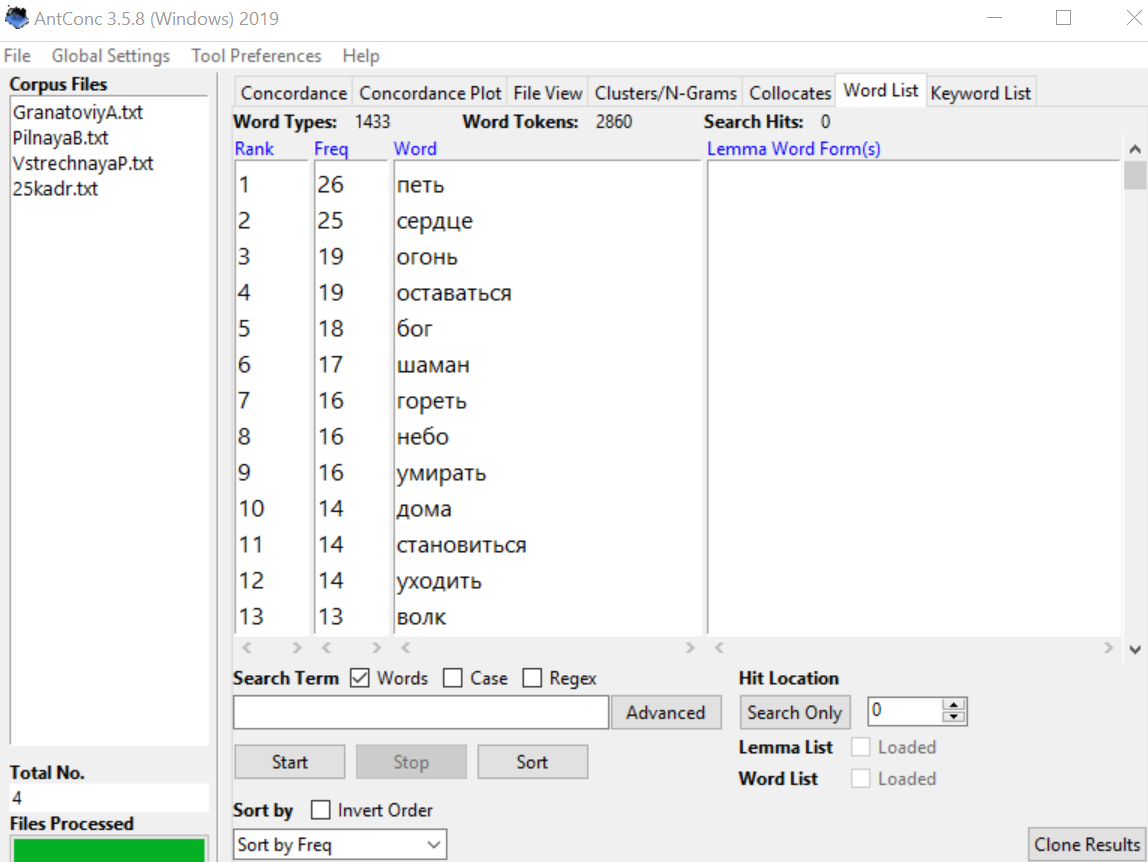 AntConc 3.5.8 (Windows) 2019
File Global Settings Tool Preferences Help
Corpus Files
GranatoviyA.txt
PilnayaB.txt
VstrechnayaP.txt
25kadr.txt
Total No.
4
Files Processed
Concordance Concordance Plot File View Clusters/N-Grams Collocates Word List Keyword List
Word Types: 1433 Word Tokens: 2860 Search Hits: 0
Rank Freq Word Lemma Word Form(s)
1 26 петь
2 25 сердце
3 19 огонь
4 19 оставаться
5 18 бог
6 17 шаман
7 16 гореть
8 16 небо
9 16 умирать
10 14 дома
11 14 становиться
12 14 уходить
13 13 волк
Search Term Words Case Regex Hit Location
Advanced Search Only 0
Lemma List Loaded
Start Stop Sort
Word List Loaded
Sort by Invert Order
Sort by Freq Clone Results